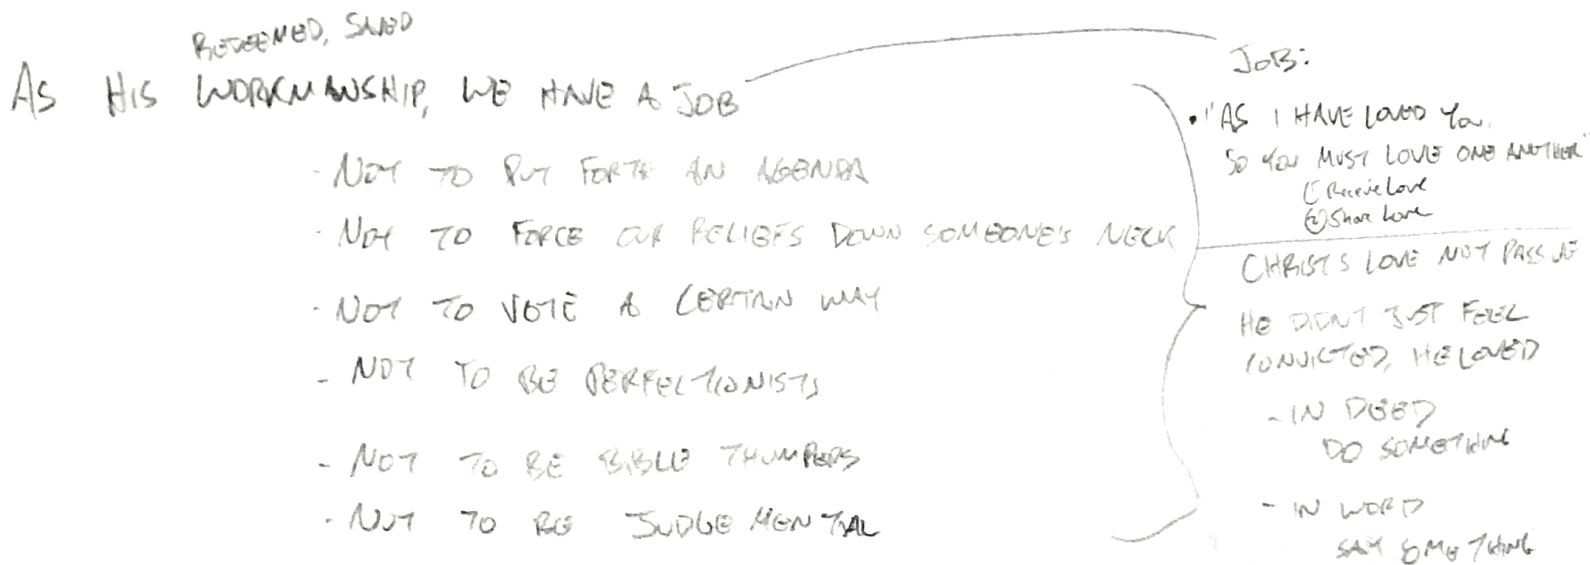 REDEEMED, SAVED
AS HIS WORKMANSHIP, WE HAVE A JOB
- NOT TO PUT FORTH AN AGENDA
- NOT TO FORCE OUR BELIEFS DOWN SOMEONE'S NECK
- NOT TO VOTE A CERTAIN WAY
- NOT TO BE PERFECTIONISTS
- NOT TO BE BIBLE THUMPERS
- NOT TO BE JUDGEMENTAL
JOB:
• "AS I HAVE LOVED YOU,
SO YOU MUST LOVE ONE ANOTHER"
① Receive Love
② Share Love
CHRIST'S LOVE NOT PASSIVE
HE DIDN'T JUST FEEL
CONVICTED, HE LOVED
- IN DEED
DO SOMETHING
- IN WORD
SAY SOMETHING